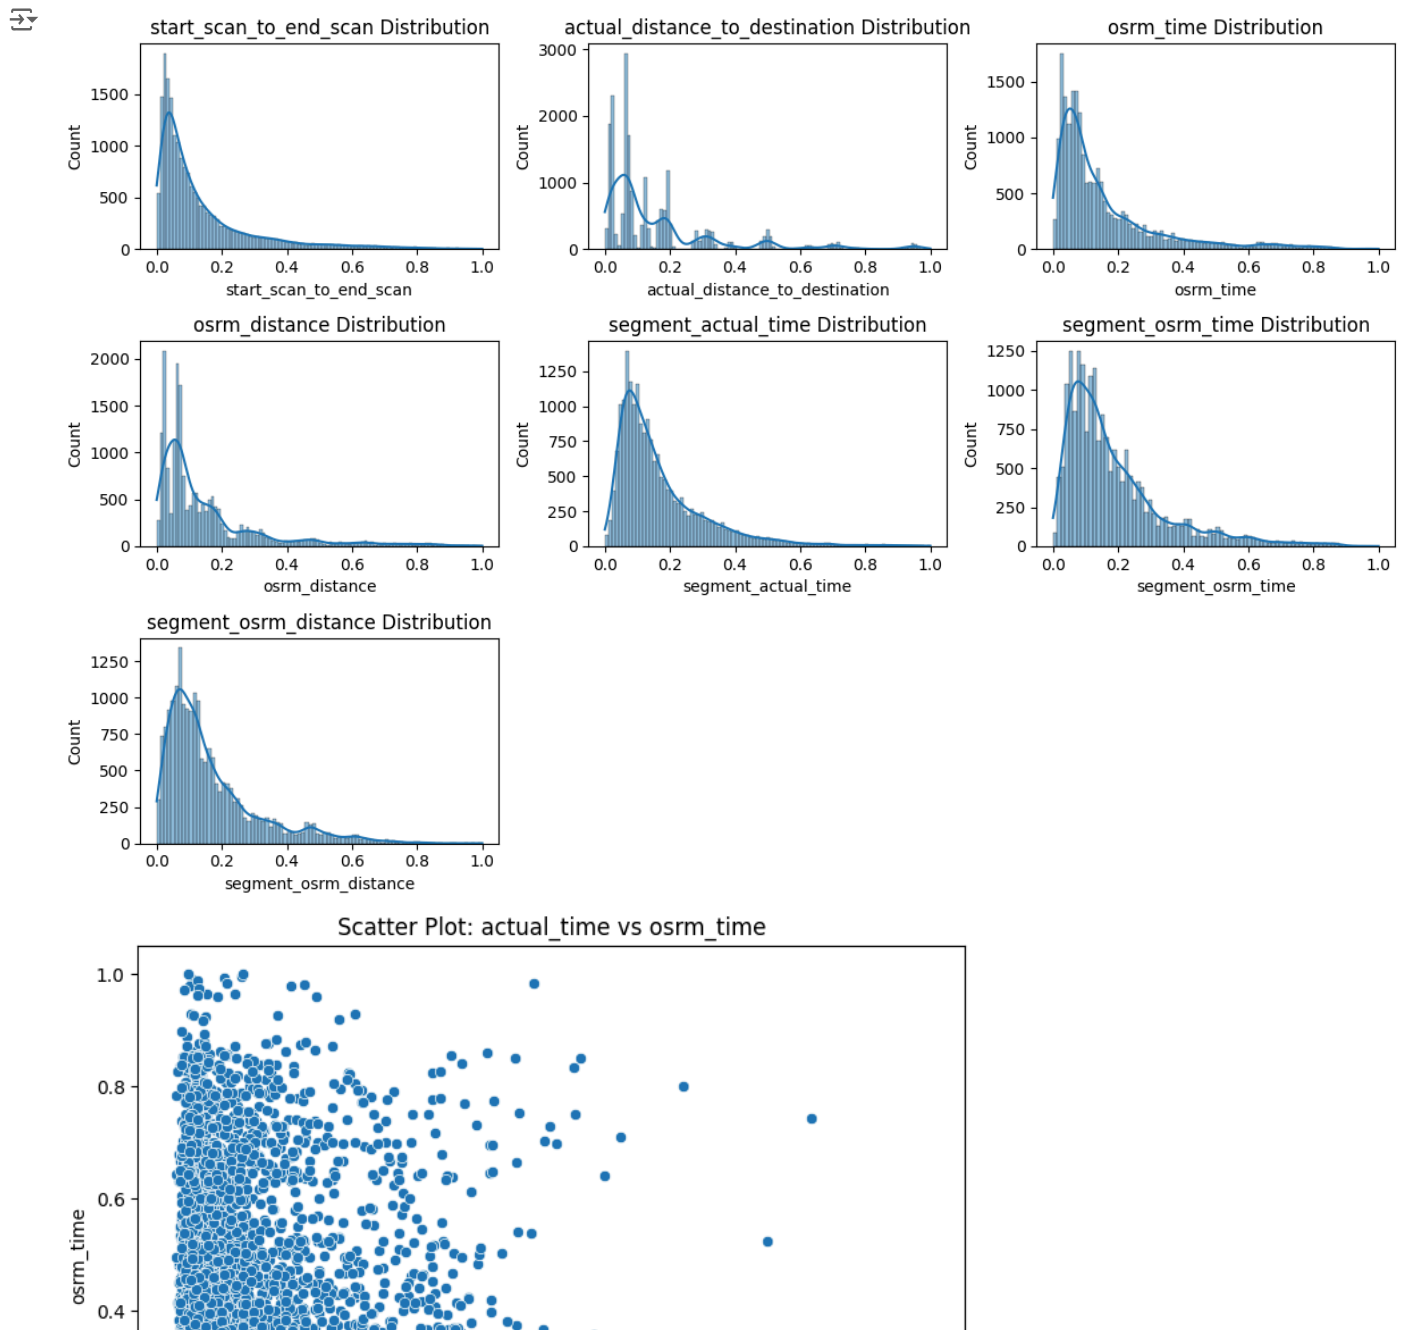 start_scan_to_end_scan Distribution
actual_distance_to_destination Distribution
osrm_time Distribution
Count
1500
1000
500
0
0.0 0.2 0.4 0.6 0.8 1.0
start_scan_to_end_scan
Count
3000
2000
1000
0
0.0 0.2 0.4 0.6 0.8 1.0
actual_distance_to_destination
Count
1500
1000
500
0
0.0 0.2 0.4 0.6 0.8 1.0
osrm_time
osrm_distance Distribution
segment_actual_time Distribution
segment_osrm_time Distribution
Count
2000
1500
1000
500
0
0.0 0.2 0.4 0.6 0.8 1.0
osrm_distance
Count
1250
1000
750
500
250
0
0.0 0.2 0.4 0.6 0.8 1.0
segment_actual_time
Count
1250
1000
750
500
250
0
0.0 0.2 0.4 0.6 0.8 1.0
segment_osrm_time
segment_osrm_distance Distribution
Count
1250
1000
750
500
250
0
0.0 0.2 0.4 0.6 0.8 1.0
segment_osrm_distance
Scatter Plot: actual_time vs osrm_time
osrm_time
1.0
0.8
0.6
0.4